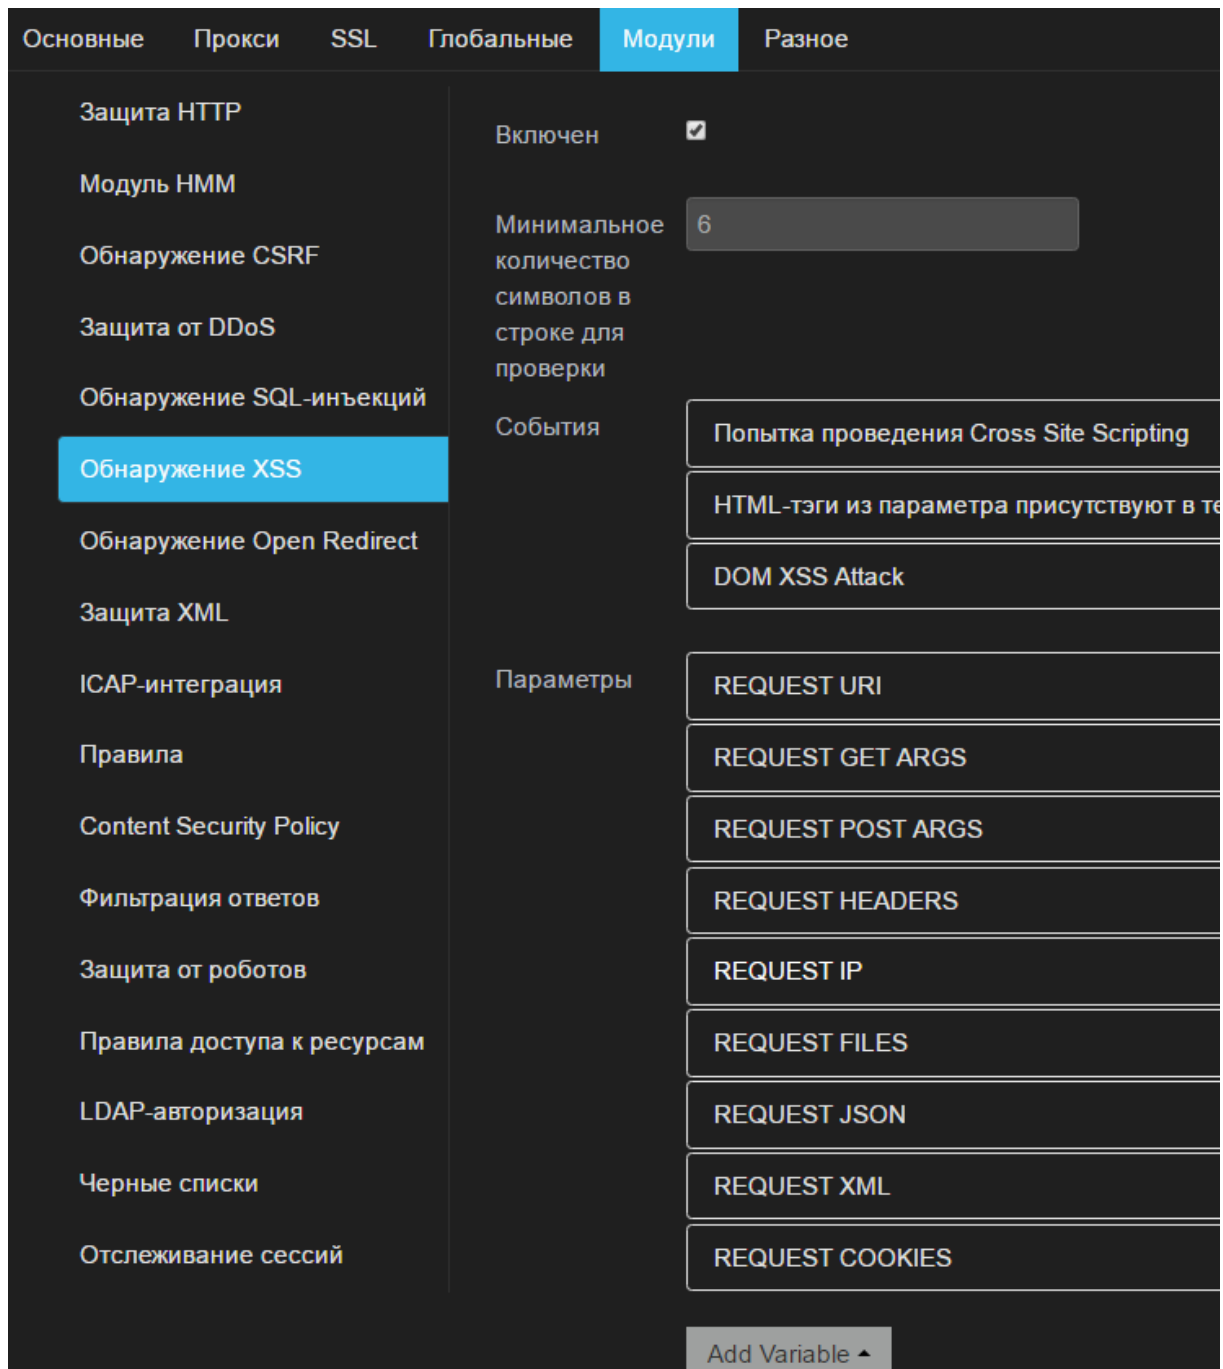 Основные Прокси SSL Глобальные Модули Разное
Защита HTTP
Модуль HMM
Обнаружение CSRF
Защита от DDoS
Обнаружение SQL-инъекций
Обнаружение XSS
Обнаружение Open Redirect
Защита XML
ICAP-интеграция
Правила
Content Security Policy
Фильтрация ответов
Защита от роботов
Правила доступа к ресурсам
LDAP-авторизация
Черные списки
Отслеживание сессий
Включен
Минимальное 6
количество
символов в
строке для
проверки
События
Попытка проведения Cross Site Scripting
HTML-тэги из параметра присутствуют в
DOM XSS Attack
Параметры
REQUEST URI
REQUEST GET ARGS
REQUEST POST ARGS
REQUEST HEADERS
REQUEST IP
REQUEST FILES
REQUEST JSON
REQUEST XML
REQUEST COOKIES
Add Variable